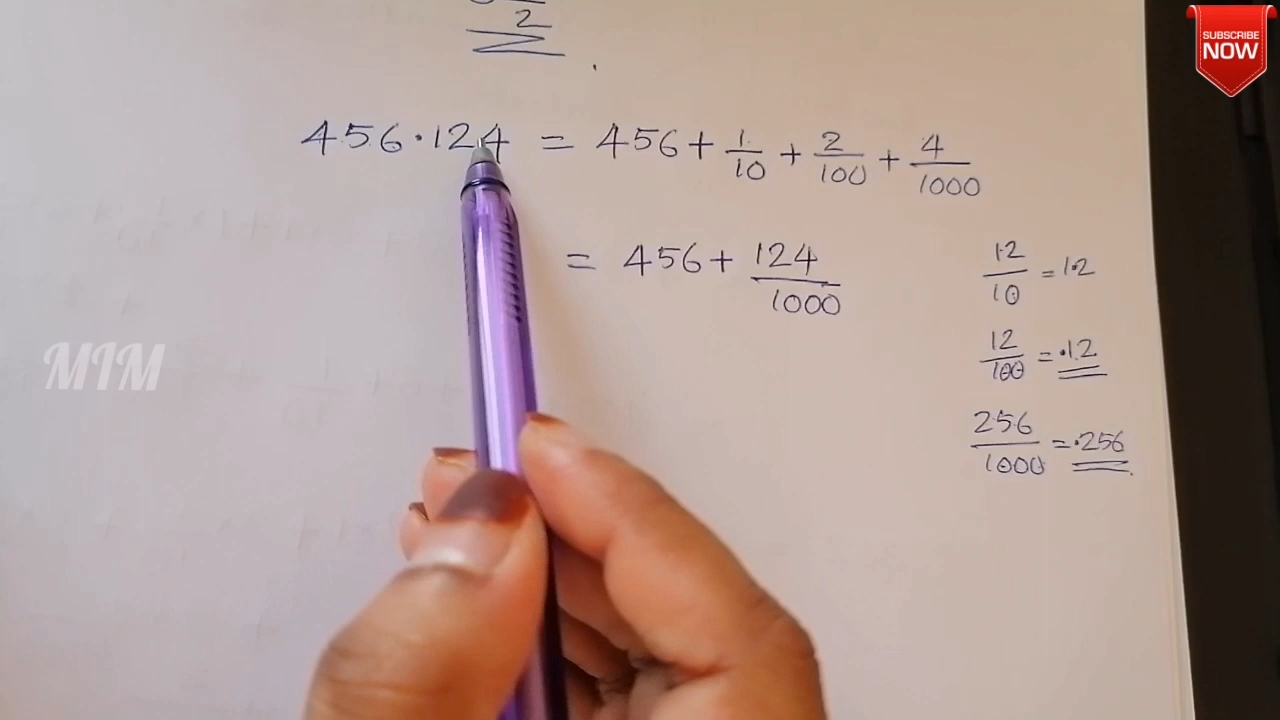 SUBSCRIBE
NOW
2
456·124 = 456 + 1/10 + 2/100 + 4/1000
= 456 + 124/1000
12/10 = 1·2
12/100 = ·12
256/1000 = ·256
MIM